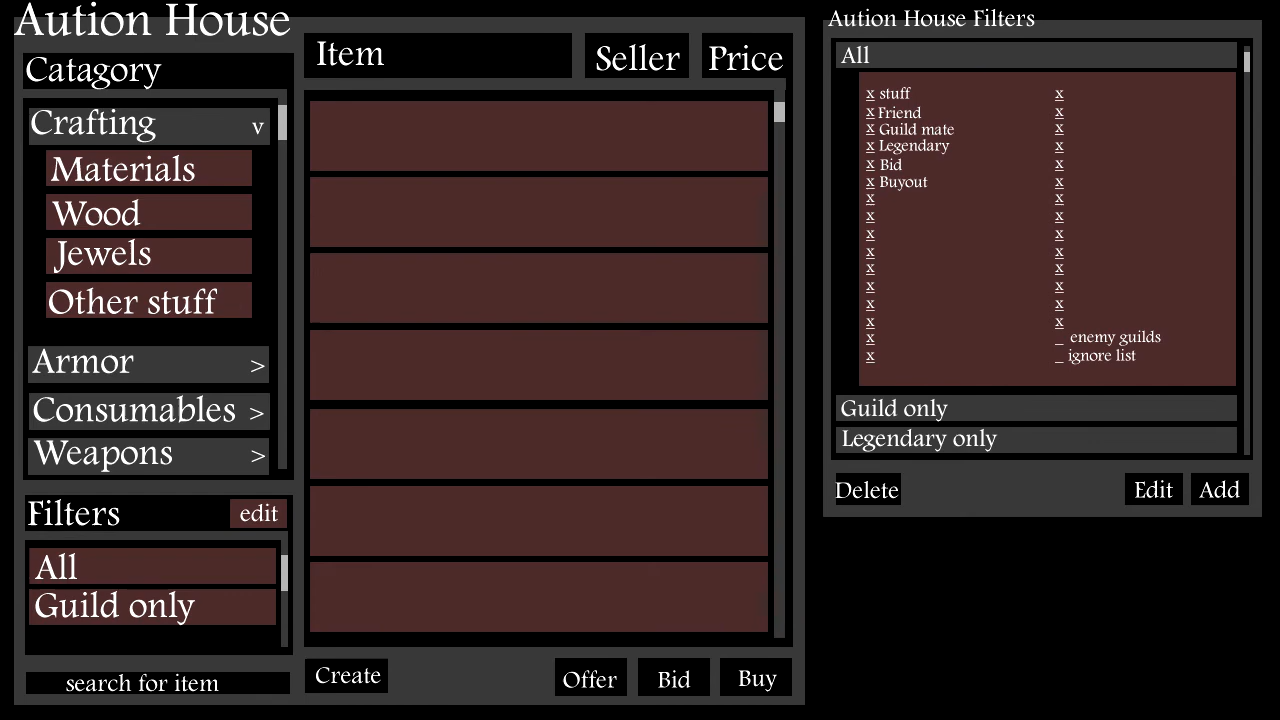 Aution House
Catagory
Crafting v
Materials
Wood
Jewels
Other stuff
Armor >
Consumables >
Weapons >
Filters edit
All
Guild only
search for item
Item Seller Price
Create Offer Bid Buy
Aution House Filters
All
x stuff x
x Friend x
x Guild mate x
x Legendary x
x Bid x
x Buyout x
x x
x x
x x
x x
x x
x x
x x
x x
x _ enemy guilds
x _ ignore list
Guild only
Legendary only
Delete Edit Add